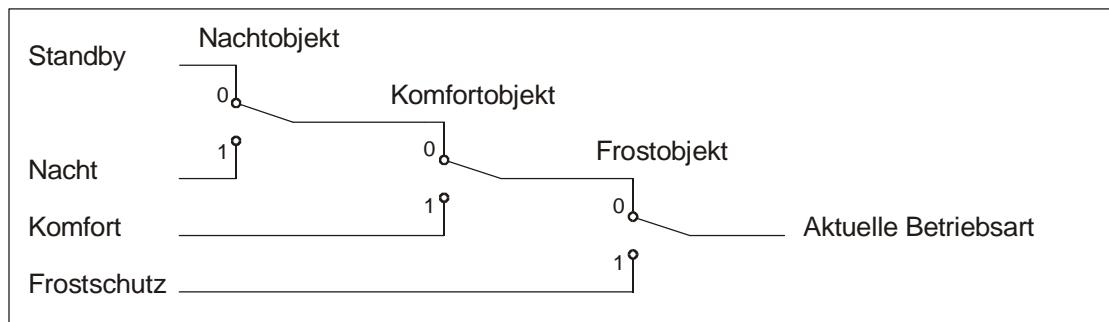 Nachtobjekt
Standby
0
Komfortobjekt
1
0
Frostobjekt
Nacht
1
0
Komfort
Aktuelle Betriebsart
1
Frostschutz